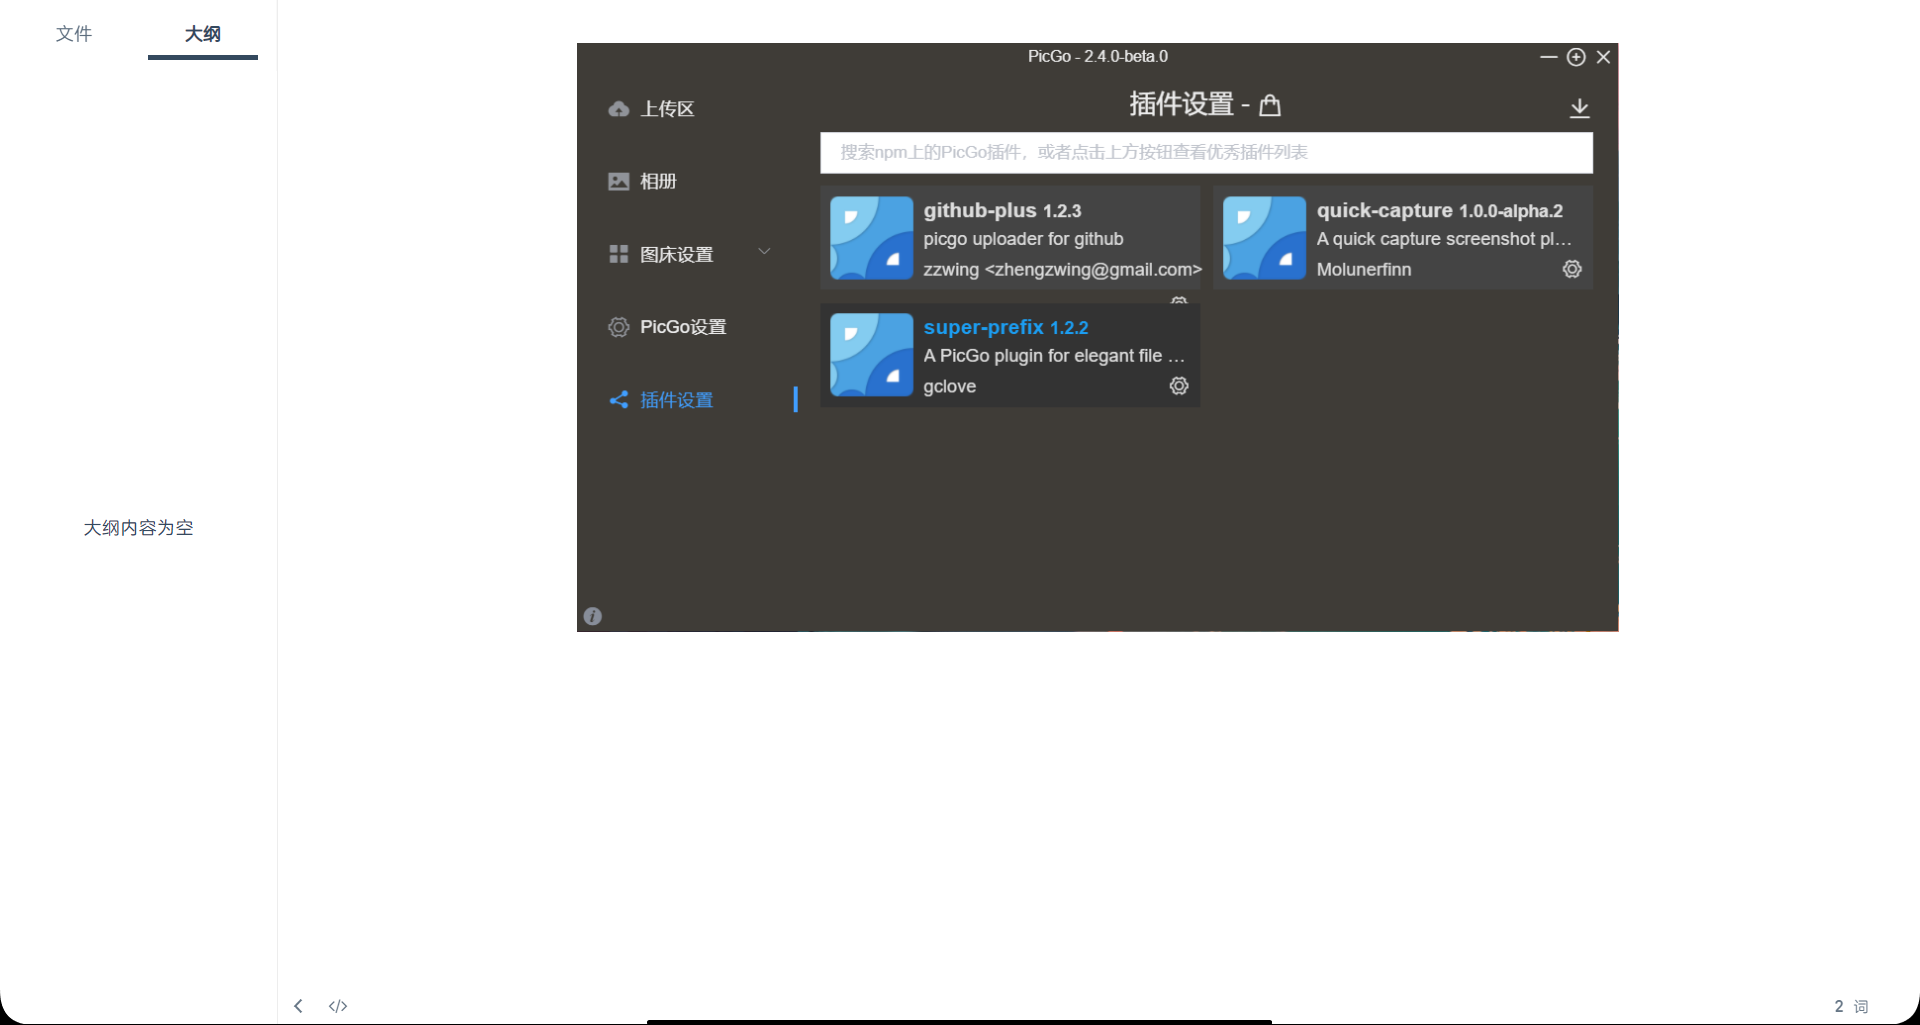 文件 大纲
大纲内容为空
PicGo - 2.4.0-beta.0
上传区
相册
图床设置
PicGo设置
插件设置
插件设置 -
搜索npm上的PicGo插件，或者点击上方按钮查看优秀插件列表
github-plus 1.2.3
picgo uploader for github
zzwing <zhengzwing@gmail.com>
quick-capture 1.0.0-alpha.2
A quick capture screenshot pl...
Molunerfinn
super-prefix 1.2.2
A PicGo plugin for elegant file ...
gclove
2 词